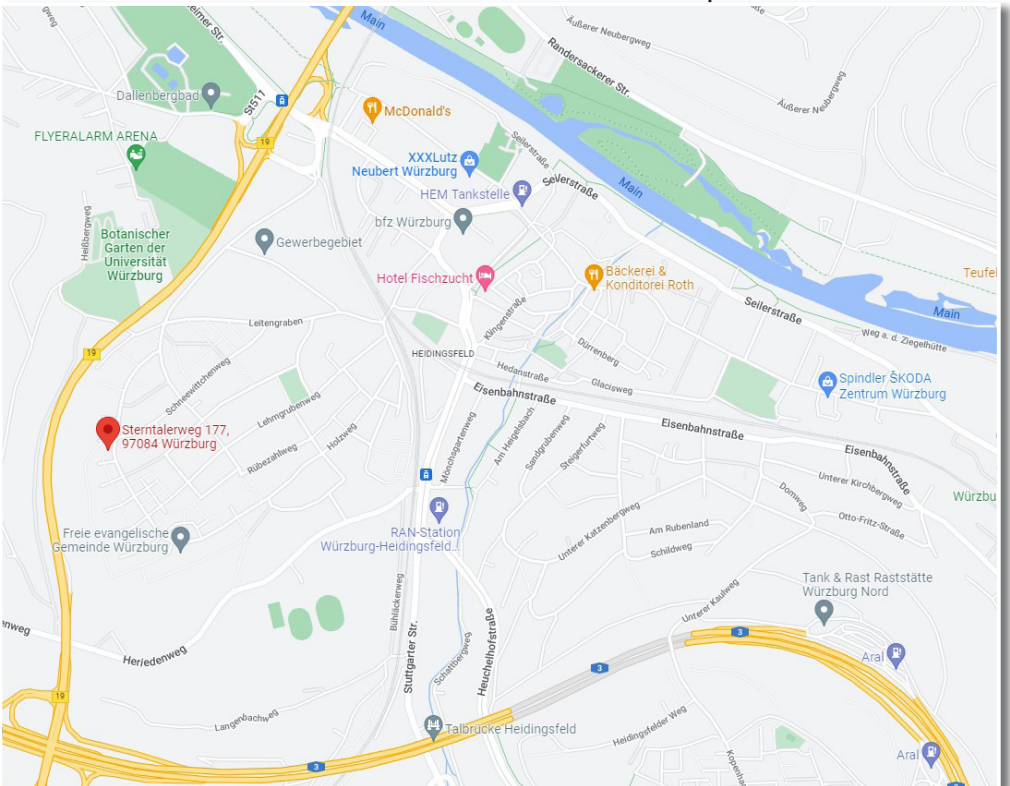 Main
Äußerer Neubergweg
Randersackerer Str.
Äußerer Neubergweg
Dallenbergbad
St511
McDonald's
FLYERALARM ARENA
19
XXXLutz
Neubert Würzburg
Seilerstraße
Main
HEM Tankstelle
Seilerstraße
bfz Würzburg
Heißbergweg
Botanischer
Garten der
Universität
Würzburg
Gewerbegebiet
Hotel Fischzucht
Bäckerei &
Konditorei Roth
Teufel
Seilerstraße
Main
Klingenstraße
Leitengraben
Weg a. d. Ziegelhütte
19
HEIDINGSFELD
Dürrenberg
Hedanstraße
Glacisweg
Schneewittchenweg
Eisenbahnstraße
Spindler ŠKODA
Zentrum Würzburg
Lehmgrubenweg
Sterntalerweg 177,
97084 Würzburg
Holzweg
Rübezahlweg
Mönchsgartenweg
Am Heigelsbach
Sandgrubenweg
Steigerfurtweg
Eisenbahnstraße
Eisenbahnstraße
Unterer Kirchbergweg
Domweg
Würzbu
Otto-Fritz-Straße
RAN-Station
Würzburg-Heidingsfeld...
Freie evangelische
Gemeinde Würzburg
Unterer Katzenbergweg
Am Rubenland
Schildweg
Tank & Rast Raststätte
Würzburg Nord
Unterer Kaulweg
Bühläckerweg
Stuttgarter Str.
Schattbergweg
Heuchelhofstraße
enweg
Heriedenweg
3
3
Aral
19
Langenbachweg
Talbrücke Heidingsfeld
Heidingsfelder Weg
Kopenha
Aral
3